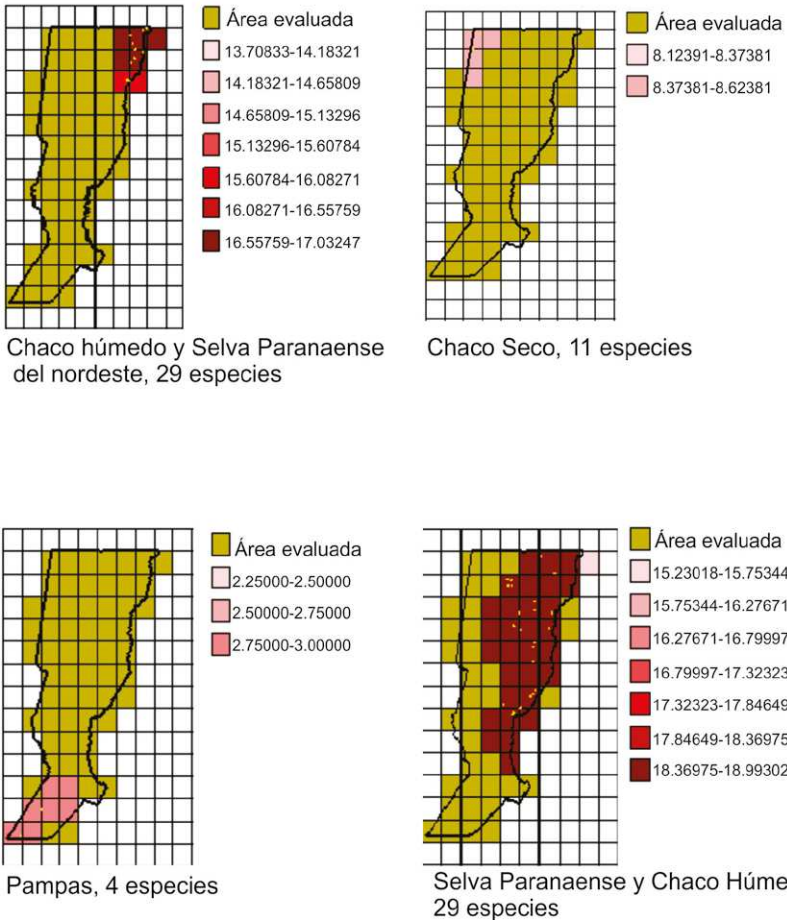 Área evaluada
13.70833-14.18321
14.18321-14.65809
14.65809-15.13296
15.13296-15.60784
15.60784-16.08271
16.08271-16.55759
16.55759-17.03247
Chaco húmedo y Selva Paranaense
del nordeste, 29 especies
Área evaluada
8.12391-8.37381
8.37381-8.62381
Chaco Seco, 11 especies
Área evaluada
2.25000-2.50000
2.50000-2.75000
2.75000-3.00000
Pampas, 4 especies
Área evaluada
15.23018-15.75344
15.75344-16.27671
16.27671-16.79997
16.79997-17.32323
17.32323-17.84649
17.84649-18.36975
18.36975-18.99302
Selva Paranaense y Chaco Húme
29 especies